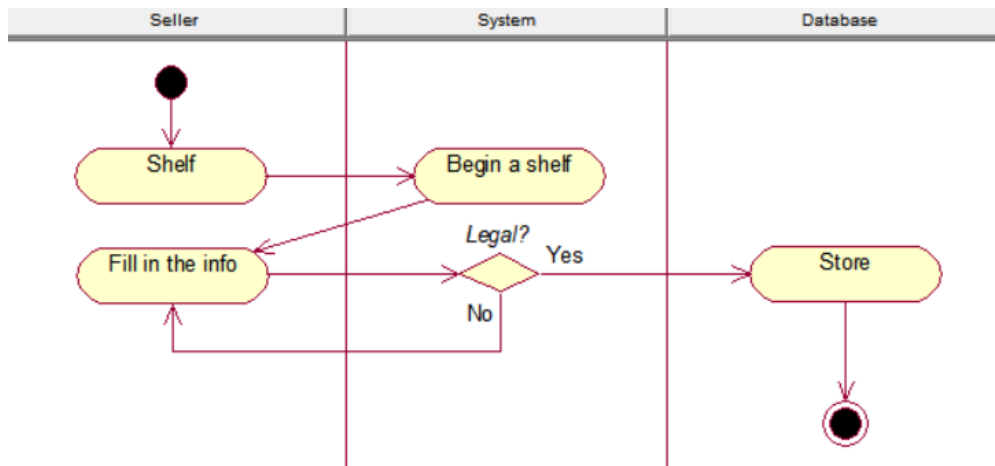 Seller
System
Database
Shelf
Begin a shelf
Legal?
Fill in the info
Yes
Store
No